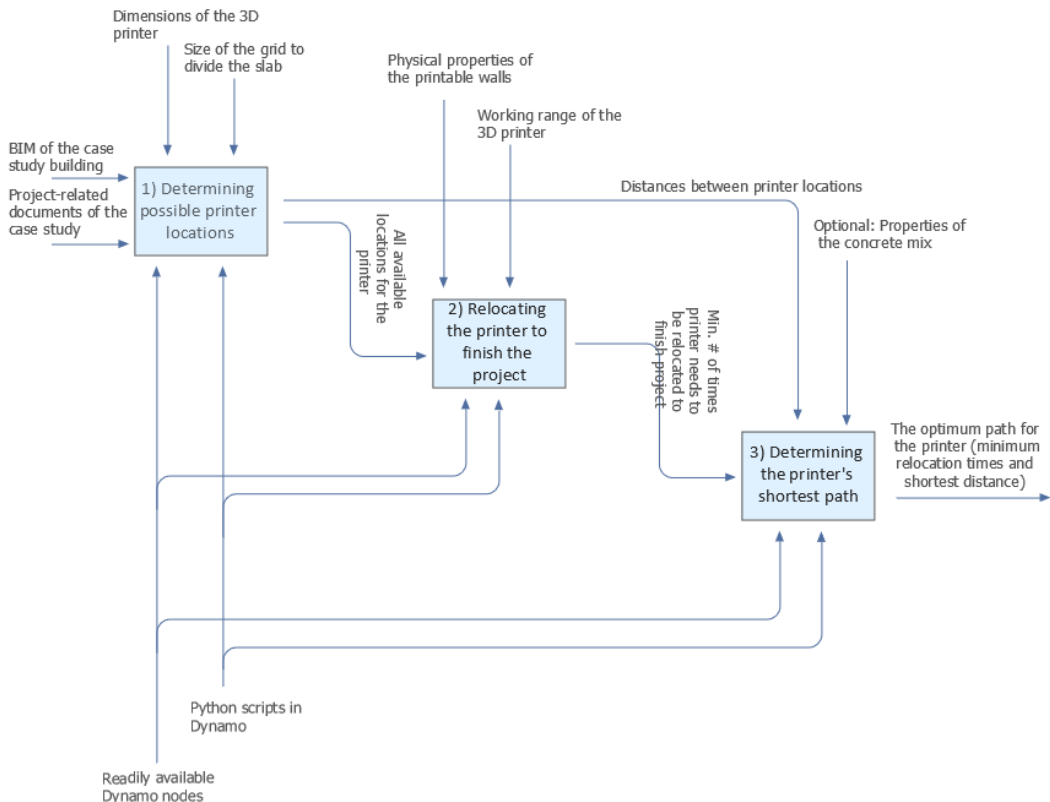 Dimensions of the 3D
printer
Size of the grid to
divide the slab
Physical properties of
the printable walls
Working range of the
3D printer
BIM of the case
study building
Project-related
documents of the
case study
1) Determining
possible printer
locations
Distances between printer locations
Optional: Properties of
the concrete mix
All available
locations for the
printer
2) Relocating
the printer to
finish the
project
Min. # of times
printer needs to
be relocated to
finish project
3) Determining
the printer's
shortest path
The optimum path for
the printer (minimum
relocation times and
shortest distance)
Python scripts in
Dynamo
Readily available
Dynamo nodes